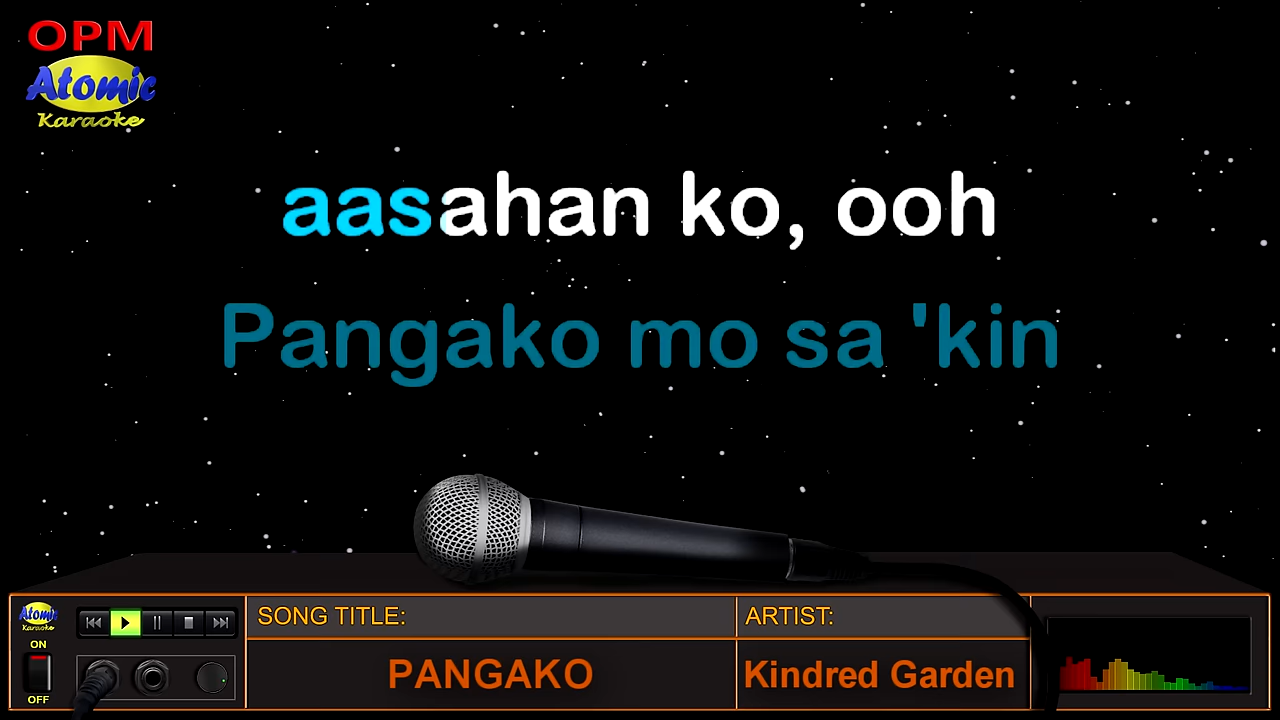 OPM
Atomic
Karaoke
aasahan ko, ooh
Pangako mo sa 'kin
Atomic
Karaoke
ON
OFF
SONG TITLE:
PANGAKO
ARTIST:
Kindred Garden